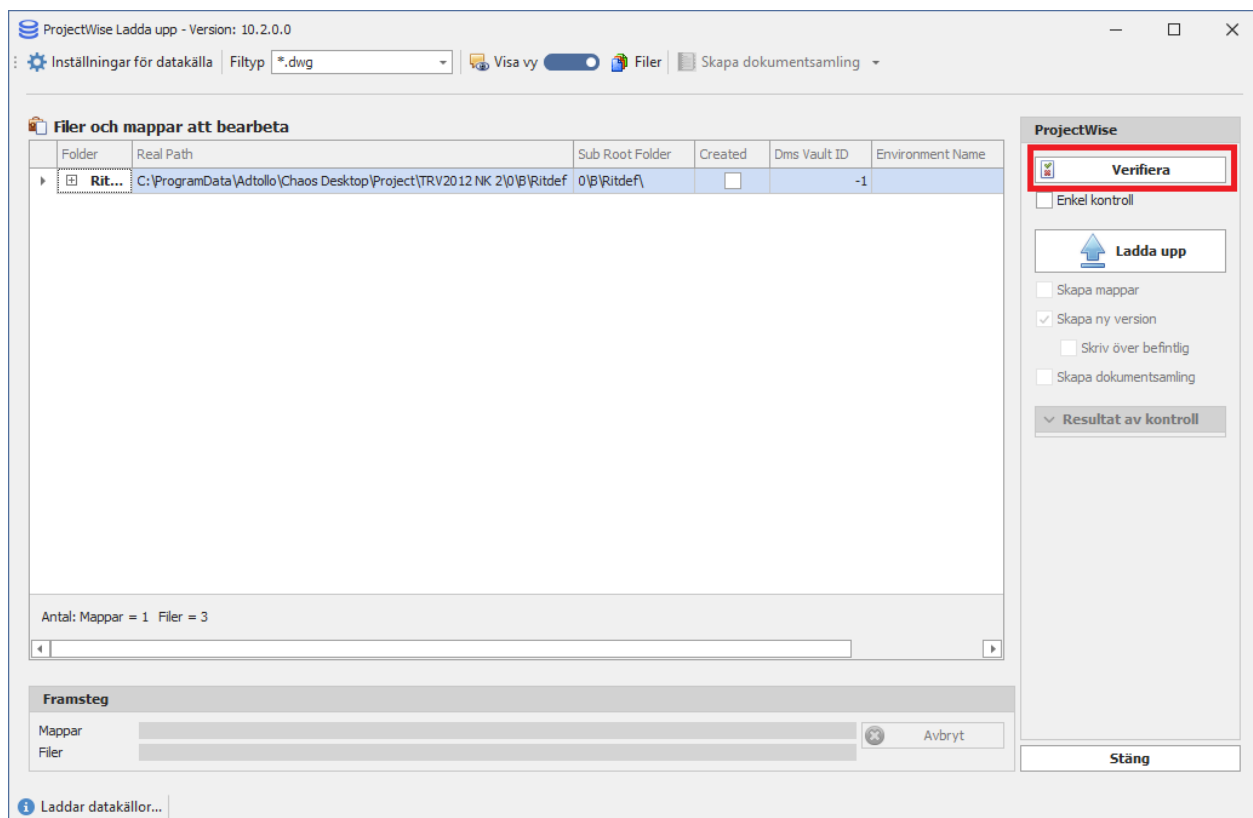 ProjectWise Ladda upp - Version: 10.2.0.0
Inställningar för datakälla Filtyp *.dwg Visa vy Filer Skapa dokumentsamling
Filer och mappar att bearbeta
Folder Real Path Sub Root Folder Created Dms Vault ID Environment Name
Rit... C:\ProgramData\Adtollo\Chaos Desktop\Project\TRV2012 NK 2\0\B\Ritdef 0\B\Ritdef\ -1
Antal: Mappar = 1 Filer = 3
ProjectWise
Verifiera
Enkel kontroll
Ladda upp
Skapa mappar
Skapa ny version
Skriv över befintlig
Skapa dokumentsamling
Resultat av kontroll
Framsteg
Mappar
Filer
Avbryt
Stäng
Laddar datakällor...